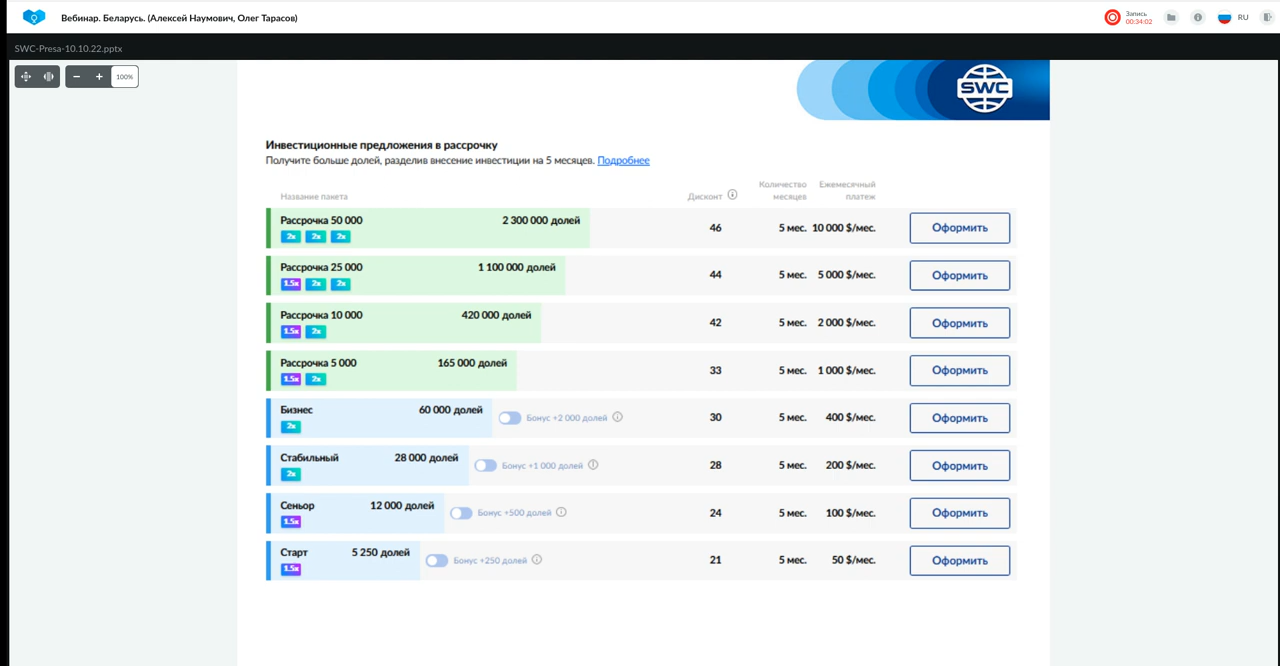 Вебинар. Беларусь. (Алексей Наумович, Олег Тарасов)
Запись
00:34:02
RU
SWC-Presa-10.10.22.pptx
100%
SWC
Инвестиционные предложения в рассрочку
Получите больше долей, разделив внесение инвестиции на 5 месяцев. Подробнее
Название пакета Дисконт Количество месяцев Ежемесячный платеж
Рассрочка 50 000 2 300 000 долей 46 5 мес. 10 000 $/мес. Оформить
2x 2x 2x
Рассрочка 25 000 1 100 000 долей 44 5 мес. 5 000 $/мес. Оформить
1.5x 2x 2x
Рассрочка 10 000 420 000 долей 42 5 мес. 2 000 $/мес. Оформить
1.5x 2x
Рассрочка 5 000 165 000 долей 33 5 мес. 1 000 $/мес. Оформить
1.5x 2x
Бизнес 60 000 долей Бонус +2 000 долей 30 5 мес. 400 $/мес. Оформить
2x
Стабильный 28 000 долей Бонус +1 000 долей 28 5 мес. 200 $/мес. Оформить
2x
Сеньор 12 000 долей Бонус +500 долей 24 5 мес. 100 $/мес. Оформить
1.5x
Старт 5 250 долей Бонус +250 долей 21 5 мес. 50 $/мес. Оформить
1.5x